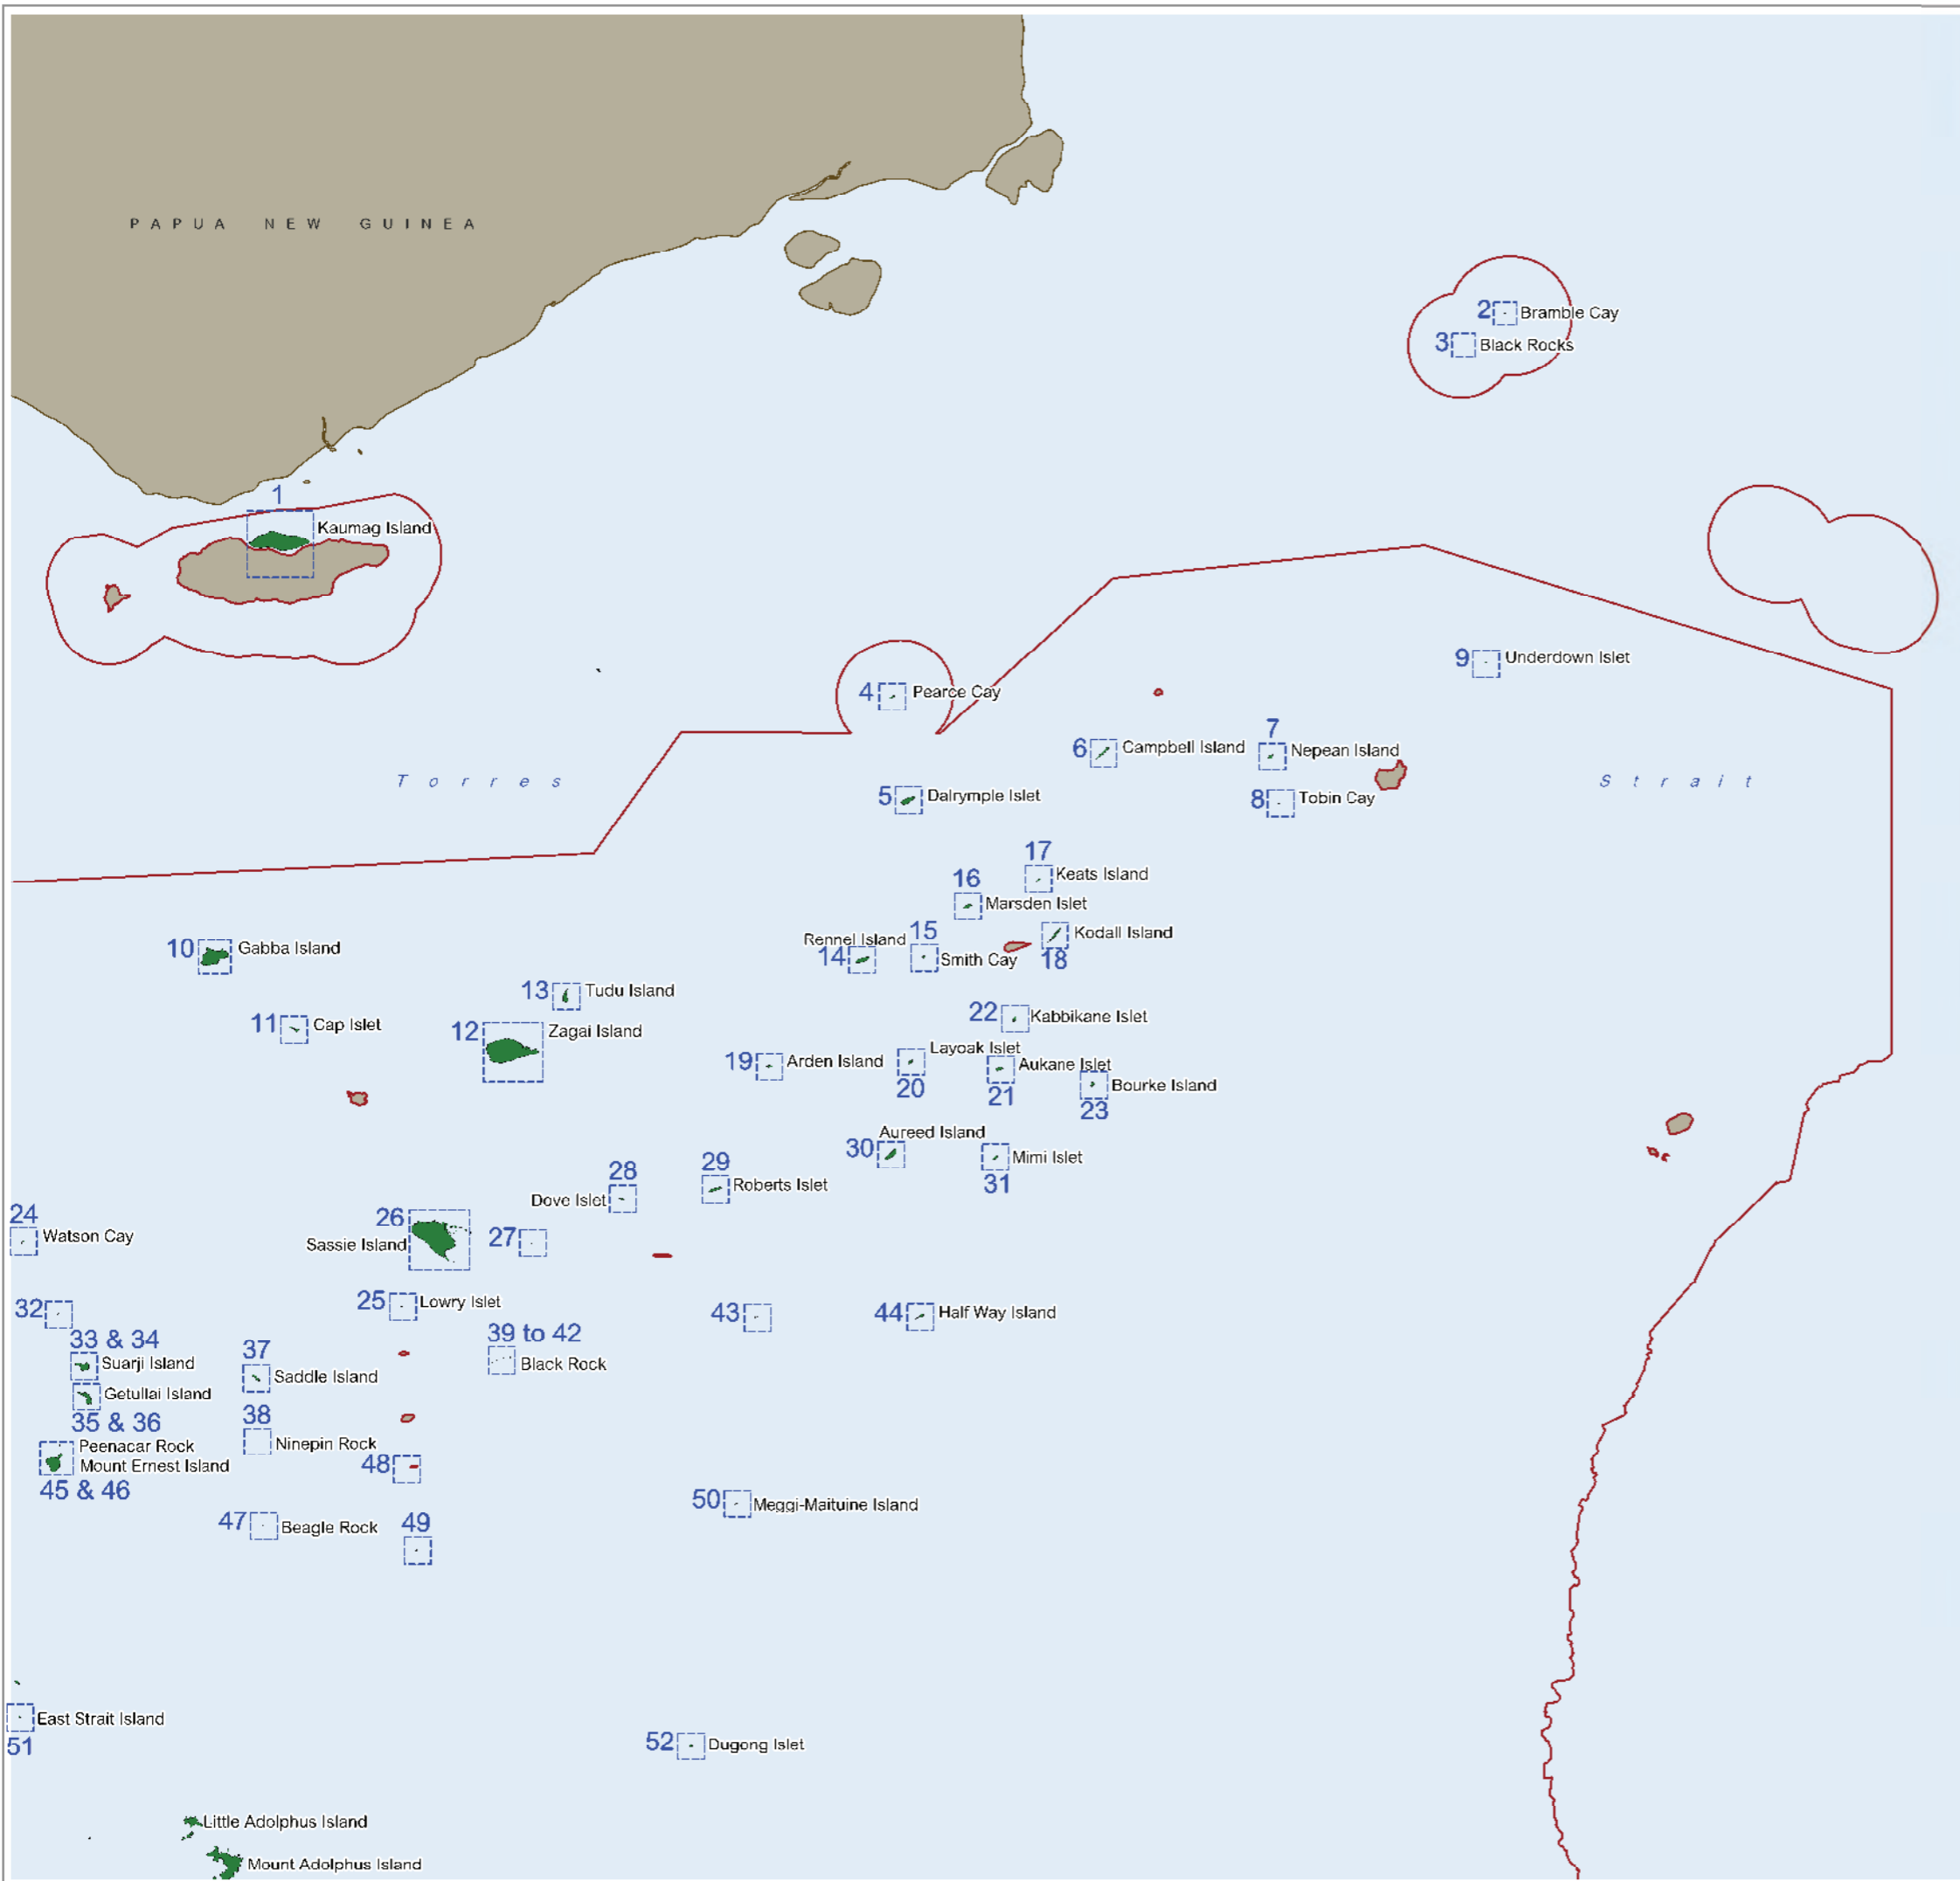 PAPUA NEW GUINEA
2 Bramble Cay
3 Black Rocks
1
Kaumag Island
9 Underdown Islet
4 Pearce Cay
7
6 Campbell Island
Nepean Island
Torres
Strait
5 Dalrymple Islet
8 Tobin Cay
17
Keats Island
16
Marsden Islet
15
Kodall Island
18
Rennel Island
14
Smith Cay
10 Gabba Island
13 Tudu Island
22 Kabbikane Islet
11 Cap Islet
12 Zagai Island
Layoak Islet
20
19 Arden Island
Aukane Islet
21
Bourke Island
23
Aureed Island
30
Mimi Islet
31
29
Roberts Islet
28
Dove Islet
24
Watson Cay
26
Sassie Island
27
25 Lowry Islet
32
43
44 Half Way Island
33 & 34
Suarji Island
Getullai Island
35 & 36
37
Saddle Island
39 to 42
Black Rock
38
Ninepin Rock
Peenacar Rock
Mount Ernest Island
45 & 46
48
50 Meggi-Maituine Island
47 Beagle Rock
49
East Strait Island
51
52 Dugong Islet
Little Adolphus Island
Mount Adolphus Island